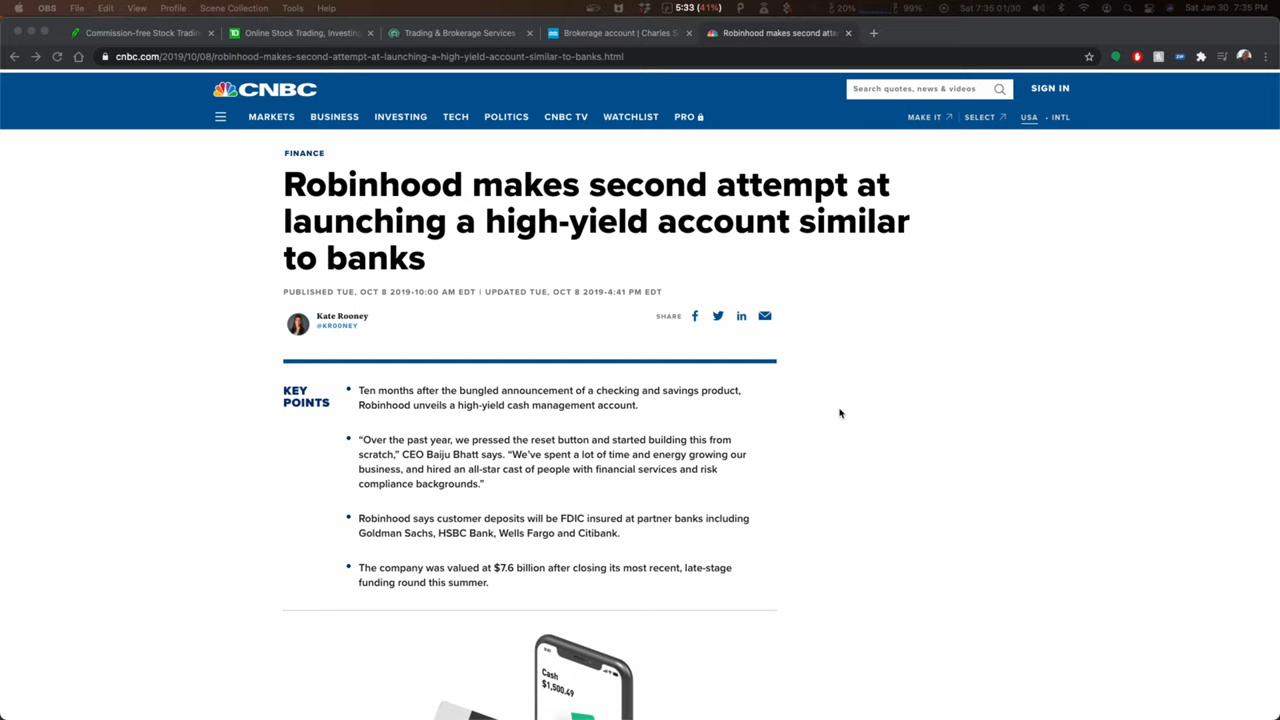 OBS File Edit View Profile Scene Collection Tools Help 5:33 (41%) 20% 99% Sat 7:35 01/30 Sat Jan 30 7:35 PM
Commission-free Stock Tradin
Online Stock Trading, Investing
Trading & Brokerage Services
Brokerage account | Charles S
Robinhood makes second atte
cnbc.com/2019/10/08/robinhood-makes-second-attempt-at-launching-a-high-yield-account-similar-to-banks.html
CNBC
Search quotes, news & videos
SIGN IN
MARKETS BUSINESS INVESTING TECH POLITICS CNBC TV WATCHLIST PRO
MAKE IT SELECT USA • INTL
FINANCE
Robinhood makes second attempt at
launching a high-yield account similar
to banks
PUBLISHED TUE, OCT 8 2019•10:00 AM EDT | UPDATED TUE, OCT 8 2019•4:41 PM EDT
Kate Rooney
@KR00NEY
SHARE
KEY
POINTS
Ten months after the bungled announcement of a checking and savings product,
Robinhood unveils a high-yield cash management account.
“Over the past year, we pressed the reset button and started building this from
scratch,” CEO Baiju Bhatt says. “We’ve spent a lot of time and energy growing our
business, and hired an all-star cast of people with financial services and risk
compliance backgrounds.”
Robinhood says customer deposits will be FDIC insured at partner banks including
Goldman Sachs, HSBC Bank, Wells Fargo and Citibank.
The company was valued at $7.6 billion after closing its most recent, late-stage
funding round this summer.
Cash
$1,500.49